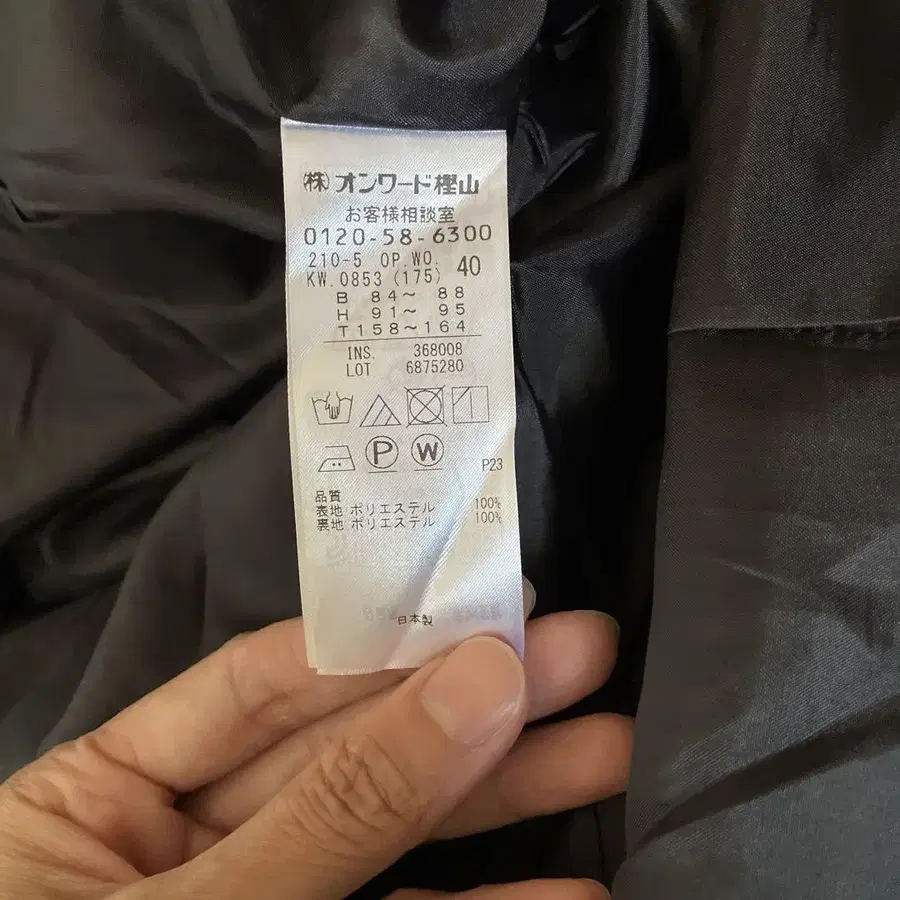 ㈱オンワード樫山
お客様相談室
0120-58-6300
210-5 OP.WO.
KW.0853 (175) 40
B 84～ 88
H 91～ 95
T158～164
INS. 368008
LOT 6875280
P W
P23
品質
表地 ポリエステル 100%
裏地 ポリエステル 100%
日本製